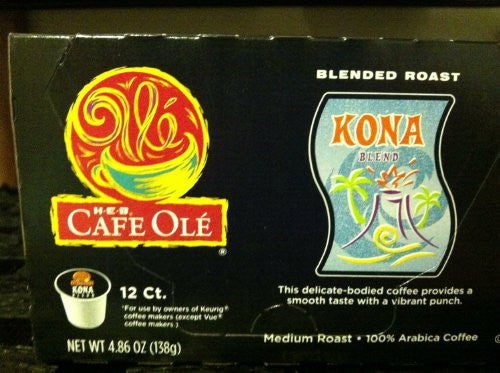 Olé
H-E-B
CAFE OLÉ
®
BLENDED ROAST
KONA
BLEND
KONA
BLEND
12 Ct.
*For use by owners of Keurig®
coffee makers (except Vue®
coffee makers.)
NET WT 4.86 OZ (138g)
This delicate-bodied coffee provides a
smooth taste with a vibrant punch.
Medium Roast • 100% Arabica Coffee